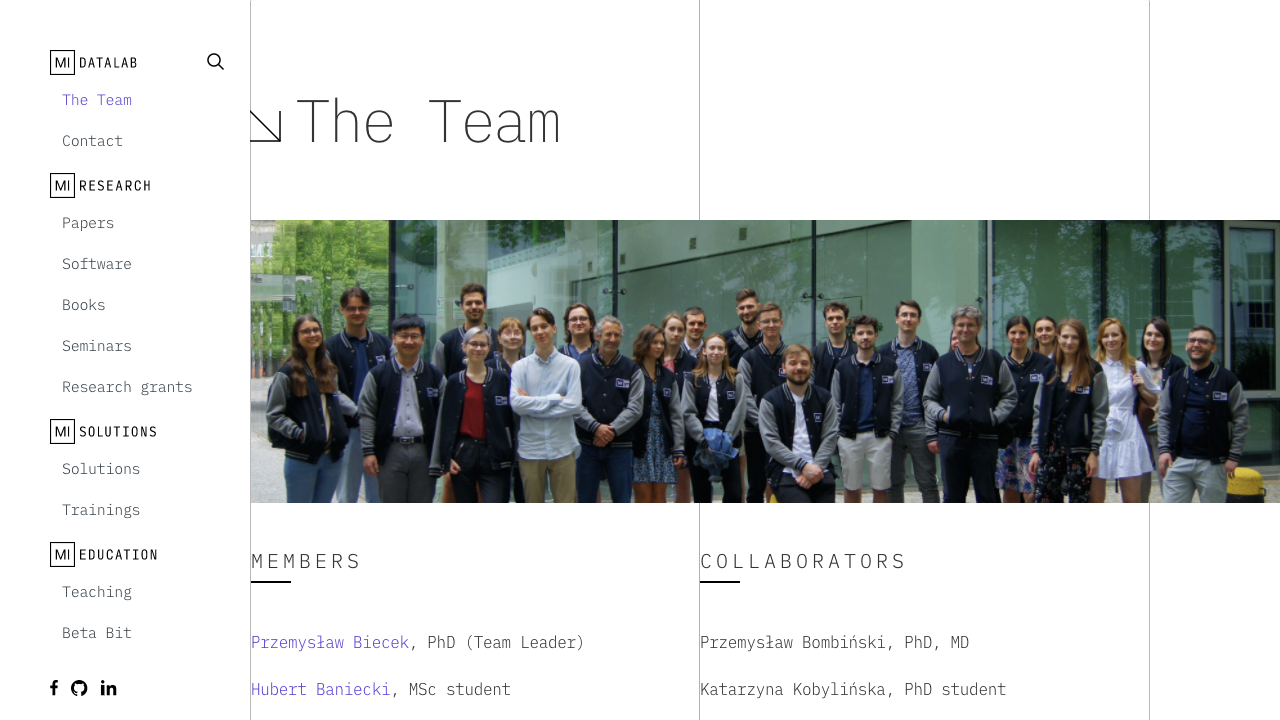 MI DATALAB
The Team
Contact
MI RESEARCH
Papers
Software
Books
Seminars
Research grants
MI SOLUTIONS
Solutions
Trainings
MI EDUCATION
Teaching
Beta Bit
The Team
MEMBERS
Przemysław Biecek, PhD (Team Leader)
Hubert Baniecki, MSc student
COLLABORATORS
Przemysław Bombiński, PhD, MD
Katarzyna Kobylińska, PhD student